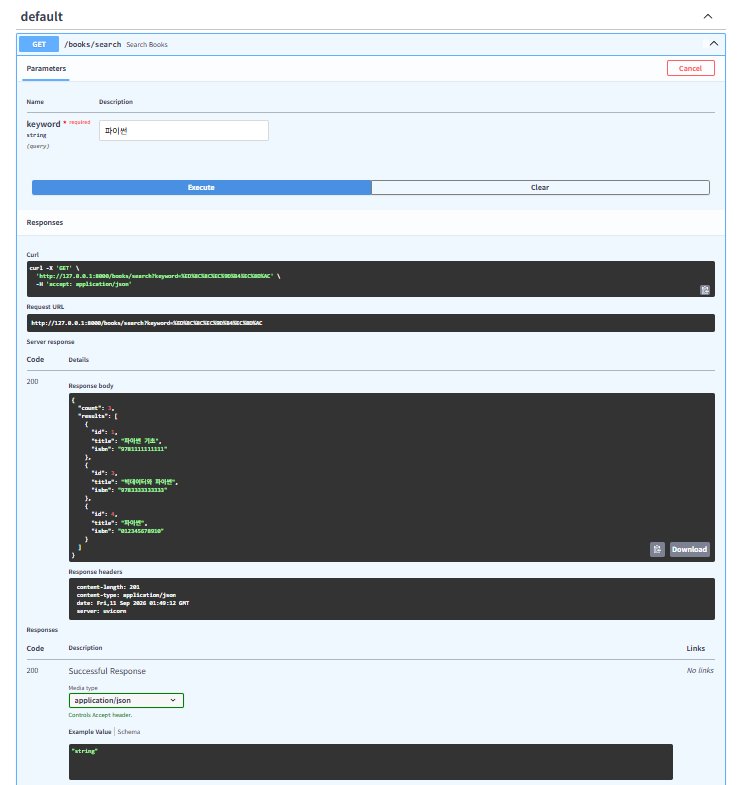 default
GET /books/search Search Books
Parameters
Cancel
Name Description
keyword * required
string
(query)
파이썬
Execute Clear
Responses
Curl
curl -X 'GET' \
'http://127.0.0.1:8000/books/search?keyword=%ED%8C%8C%EC%9D%B4%EC%8D%AC' \
-H 'accept: application/json'
Request URL
http://127.0.0.1:8000/books/search?keyword=%ED%8C%8C%EC%9D%B4%EC%8D%AC
Server response
Code Details
200
Response body
{
"count": 3,
"results": [
{
"id": 1,
"title": "파이썬 기초",
"isbn": "9781111111111"
},
{
"id": 3,
"title": "빅데이터와 파이썬",
"isbn": "9783333333333"
},
{
"id": 4,
"title": "파이썬",
"isbn": "012345678910"
}
]
}
Download
Response headers
content-length: 201
content-type: application/json
date: Fri,11 Sep 2026 01:49:12 GMT
server: uvicorn
Responses
Code Description Links
200 Successful Response No links
Media type
application/json
Controls Accept header.
Example Value Schema
"string"